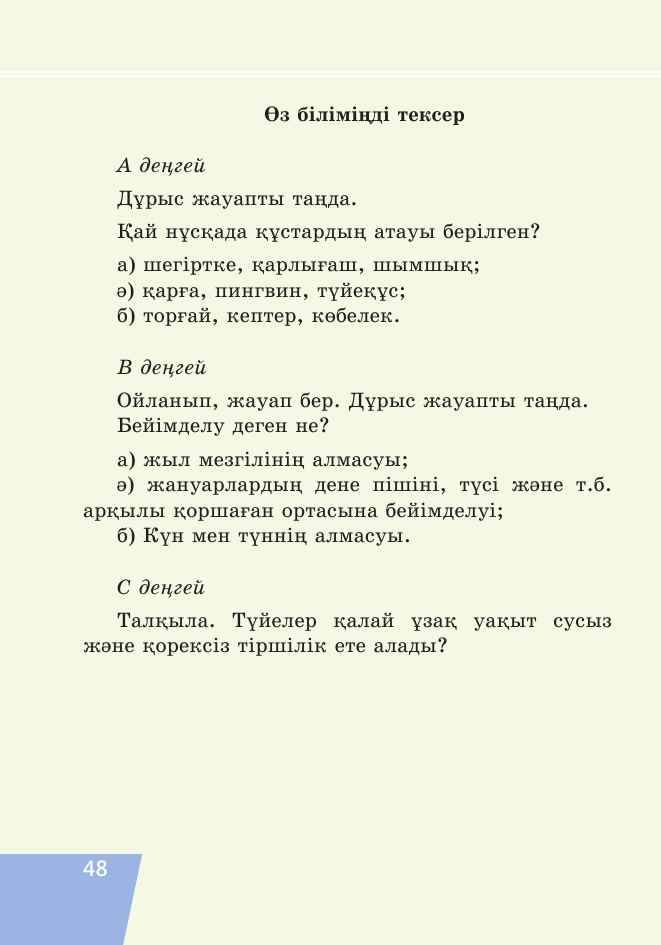 Өз біліміңді тексер
А деңгей
Дұрыс жауапты таңда.
Қай нұсқада құстардың атауы берілген?
а) шегіртке, қарлығаш, шымшық;
ә) қарға, пингвин, түйеқұс;
б) торғай, кептер, көбелек.
В деңгей
Ойланып, жауап бер. Дұрыс жауапты таңда.
Бейімделу деген не?
а) жыл мезгілінің алмасуы;
ә) жануарлардың дене пішіні, түсі және т.б.
арқылы қоршаған ортасына бейімделуі;
б) Күн мен түннің алмасуы.
С деңгей
Талқыла. Түйелер қалай ұзақ уақыт сусыз
және қорексіз тіршілік ете алады?
48